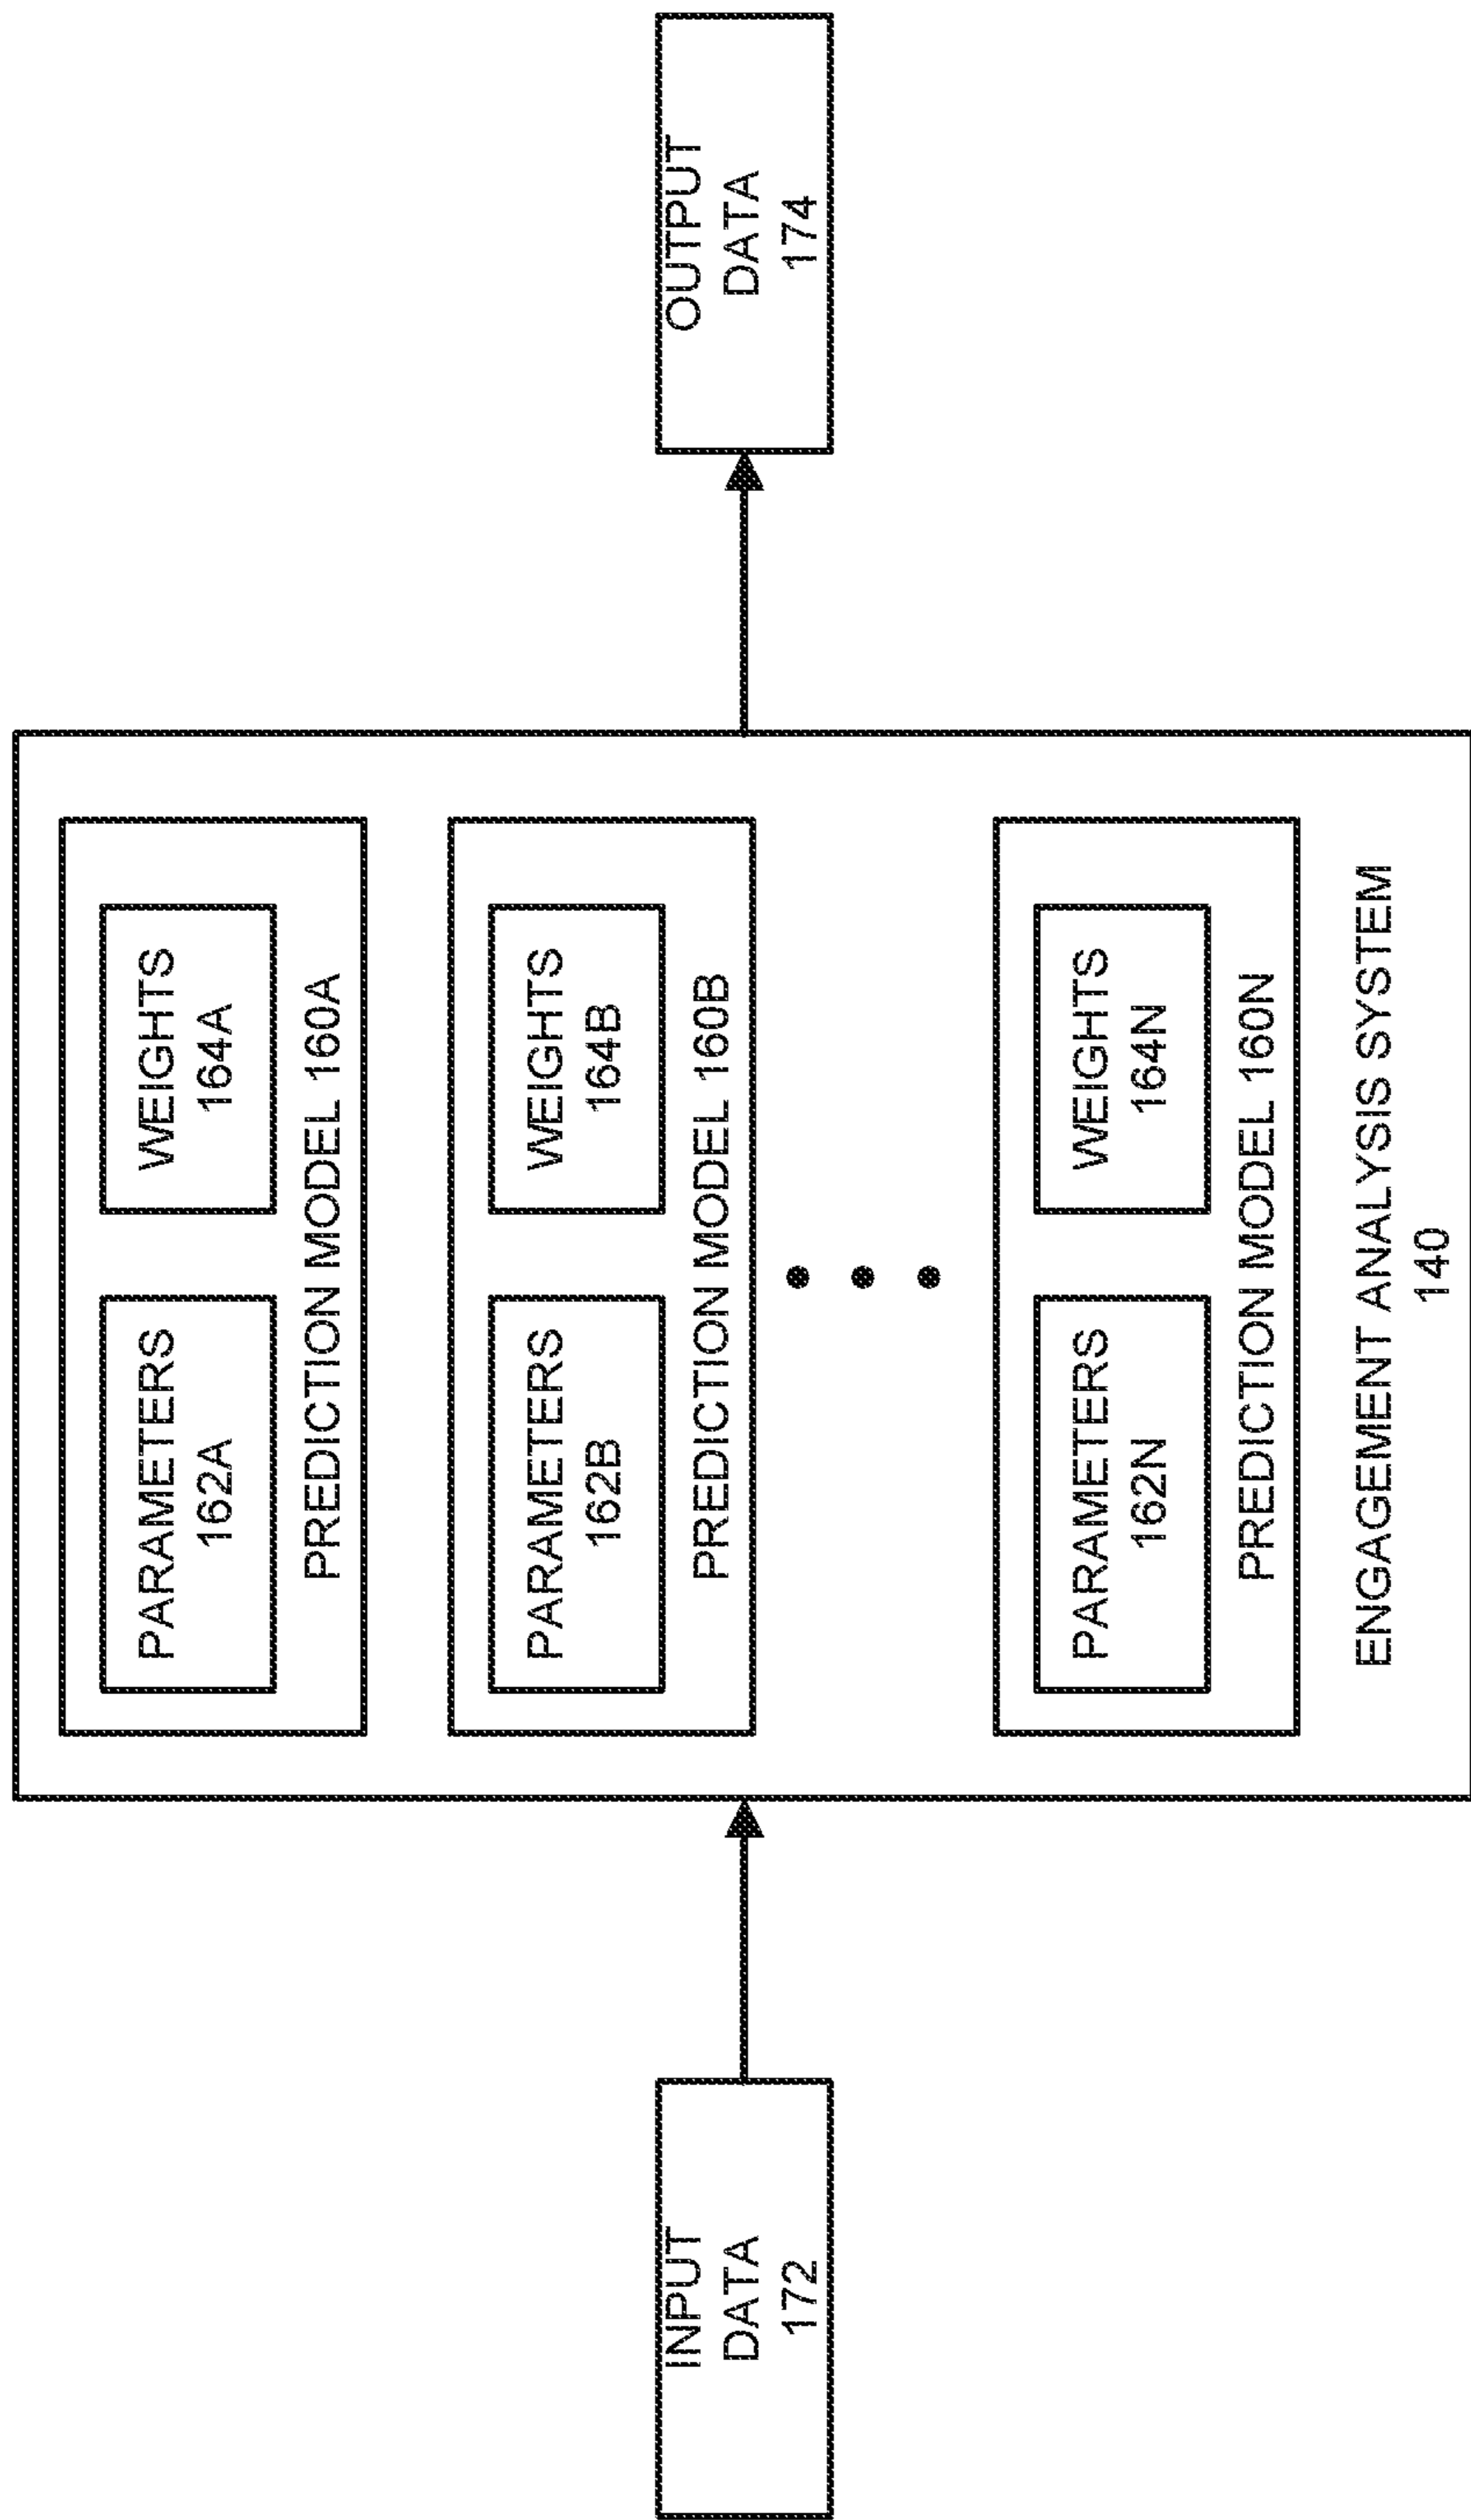 INPUT
DATA
172
PARAMETERS
162A
WEIGHTS
164A
PREDICTION MODEL 160A
PARAMETERS
162B
WEIGHTS
164B
PREDICTION MODEL 160B
PARAMETERS
162N
WEIGHTS
164N
PREDICTION MODEL 160N
ENGAGEMENT ANALYSIS SYSTEM
140
OUTPUT
DATA
174